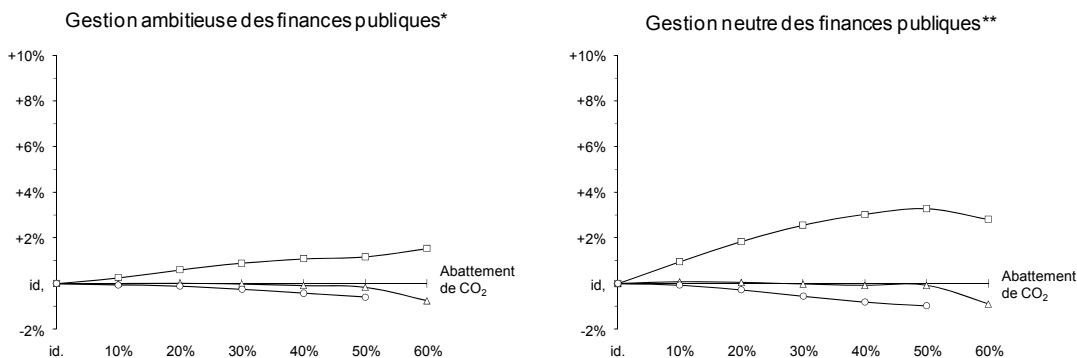 Gestion ambitieuse des finances publiques*
+10%
+8%
+6%
+4%
+2%
id,
-2%
id.
10%
20%
30%
40%
50%
60%
Abattement
de CO₂
Gestion neutre des finances publiques**
+10%
+8%
+6%
+4%
+2%
id,
-2%
id.
10%
20%
30%
40%
50%
60%
Abattement
de CO₂